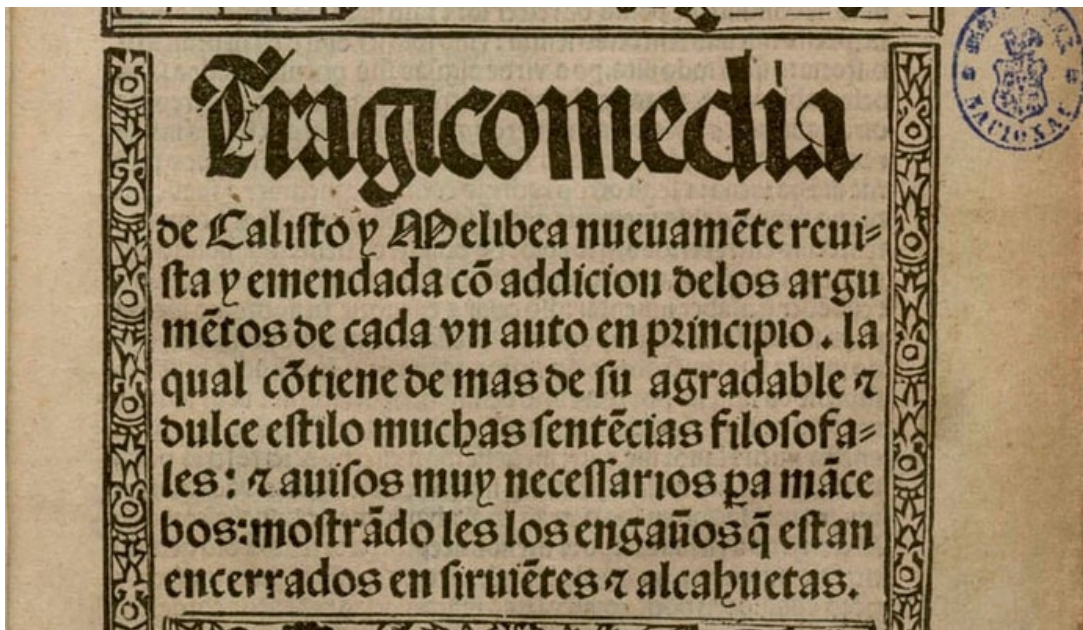 Tragicomedia
de Calisto y Melibea nueuamẽte reui=
sta y emendada cõ addicion delos argu
mẽtos de cada vn auto en principio. la
qual cõtiene de mas de su agradable ⁊
dulce estilo muchas sentẽcias filosofa=
les: ⁊ auisos muy necessarios ꝑa mãce
bos: mostrãdo les los engaños q̃ estan
encerrados en siruiẽtes ⁊ alcahuetas.
NACIONAL